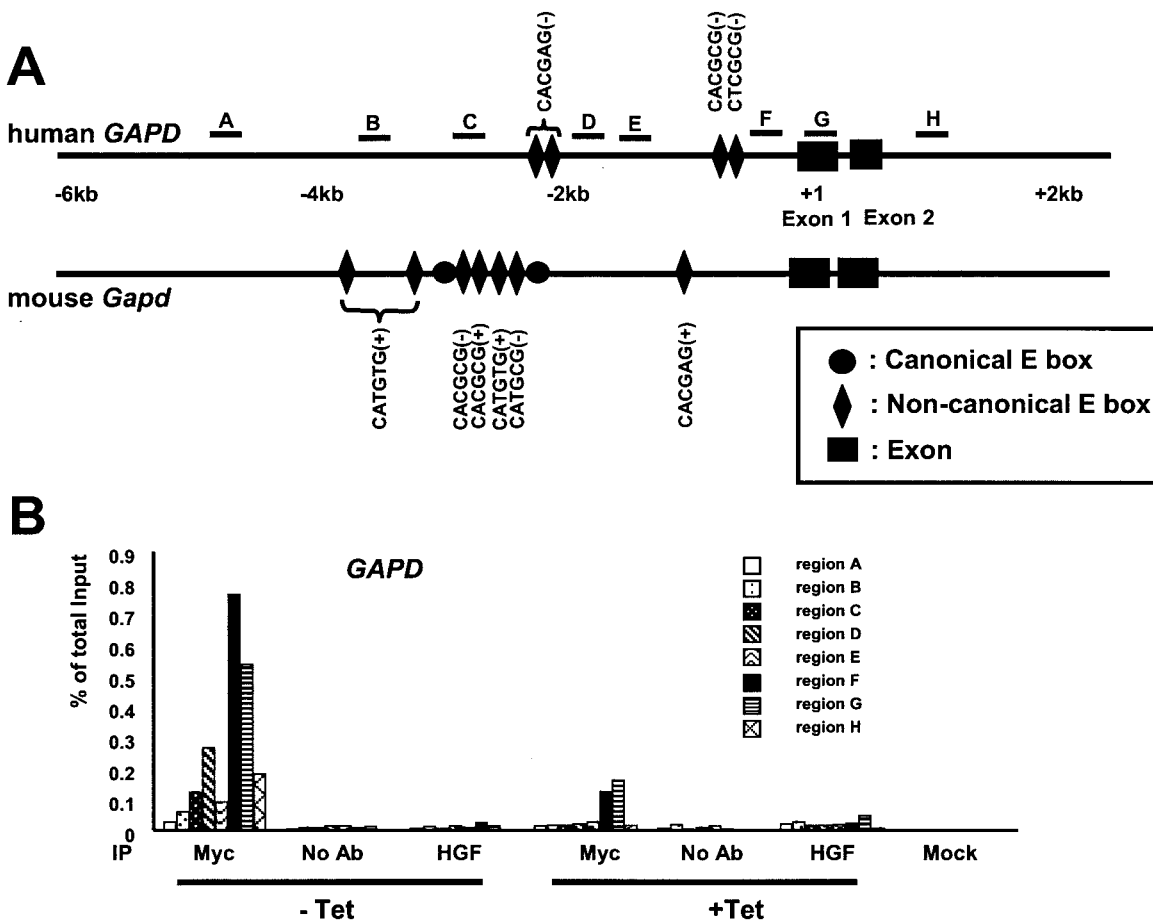 A
CACGAG(-)
CACGCG(-)
CTCGCG(-)
human GAPD
A
B
C
D
E
F
G
H
-6kb
-4kb
-2kb
+1
+2kb
Exon 1
Exon 2
mouse Gapd
CATGTG(+)
CACGCG(-)
CACGCG(+)
CATGTG(+)
CATGCG(-)
CACGAG(+)
: Canonical E box
: Non-canonical E box
: Exon
B
% of total Input
0.9
0.8
0.7
0.6
0.5
0.4
0.3
0.2
0.1
0
GAPD
region A
region B
region C
region D
region E
region F
region G
region H
IP Myc No Ab HGF Myc No Ab HGF Mock
- Tet +Tet